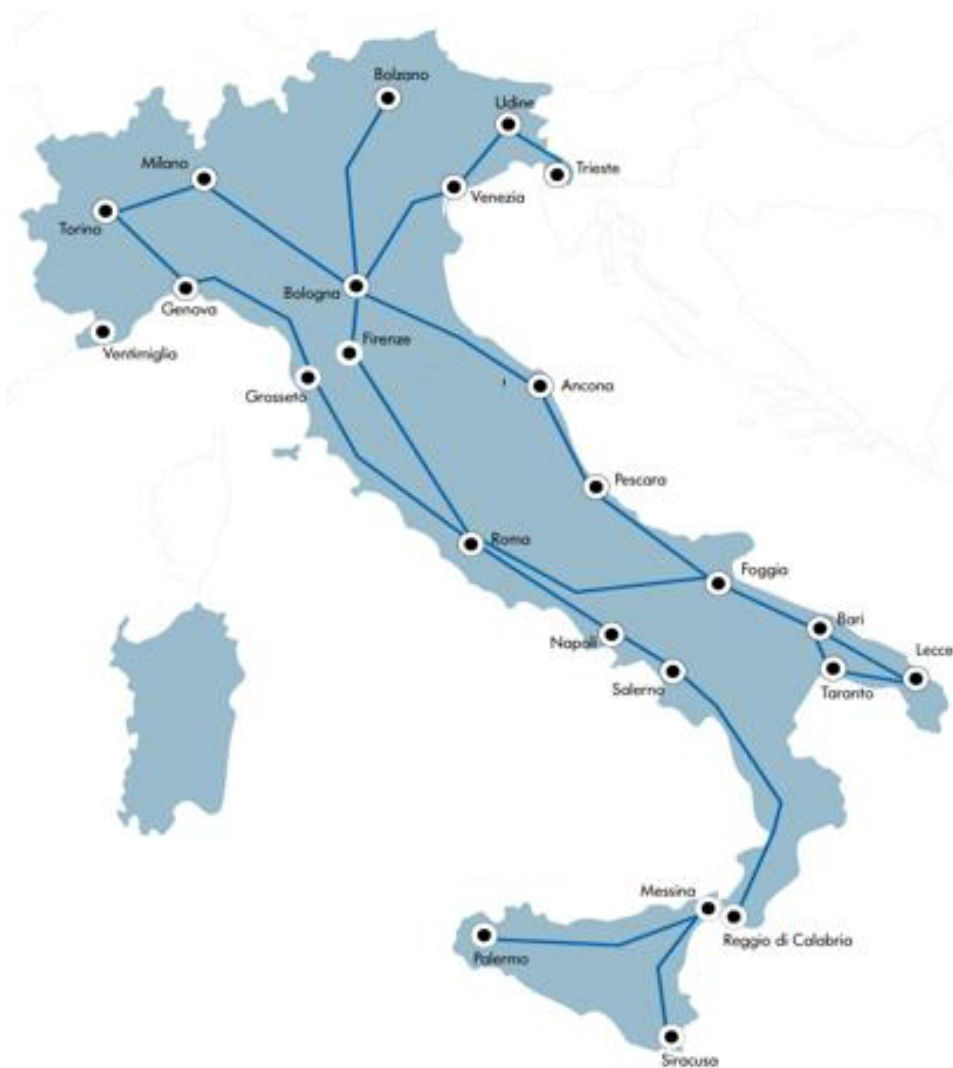 Bolzano
Udine
Milano
Trieste
Venezia
Torino
Bologna
Genova
Firenze
Ventimiglia
Grosseto
Ancona
Pescara
Roma
Foggia
Bari
Napoli
Lecce
Salerno
Taranto
Messina
Reggio di Calabria
Palermo
Siracusa